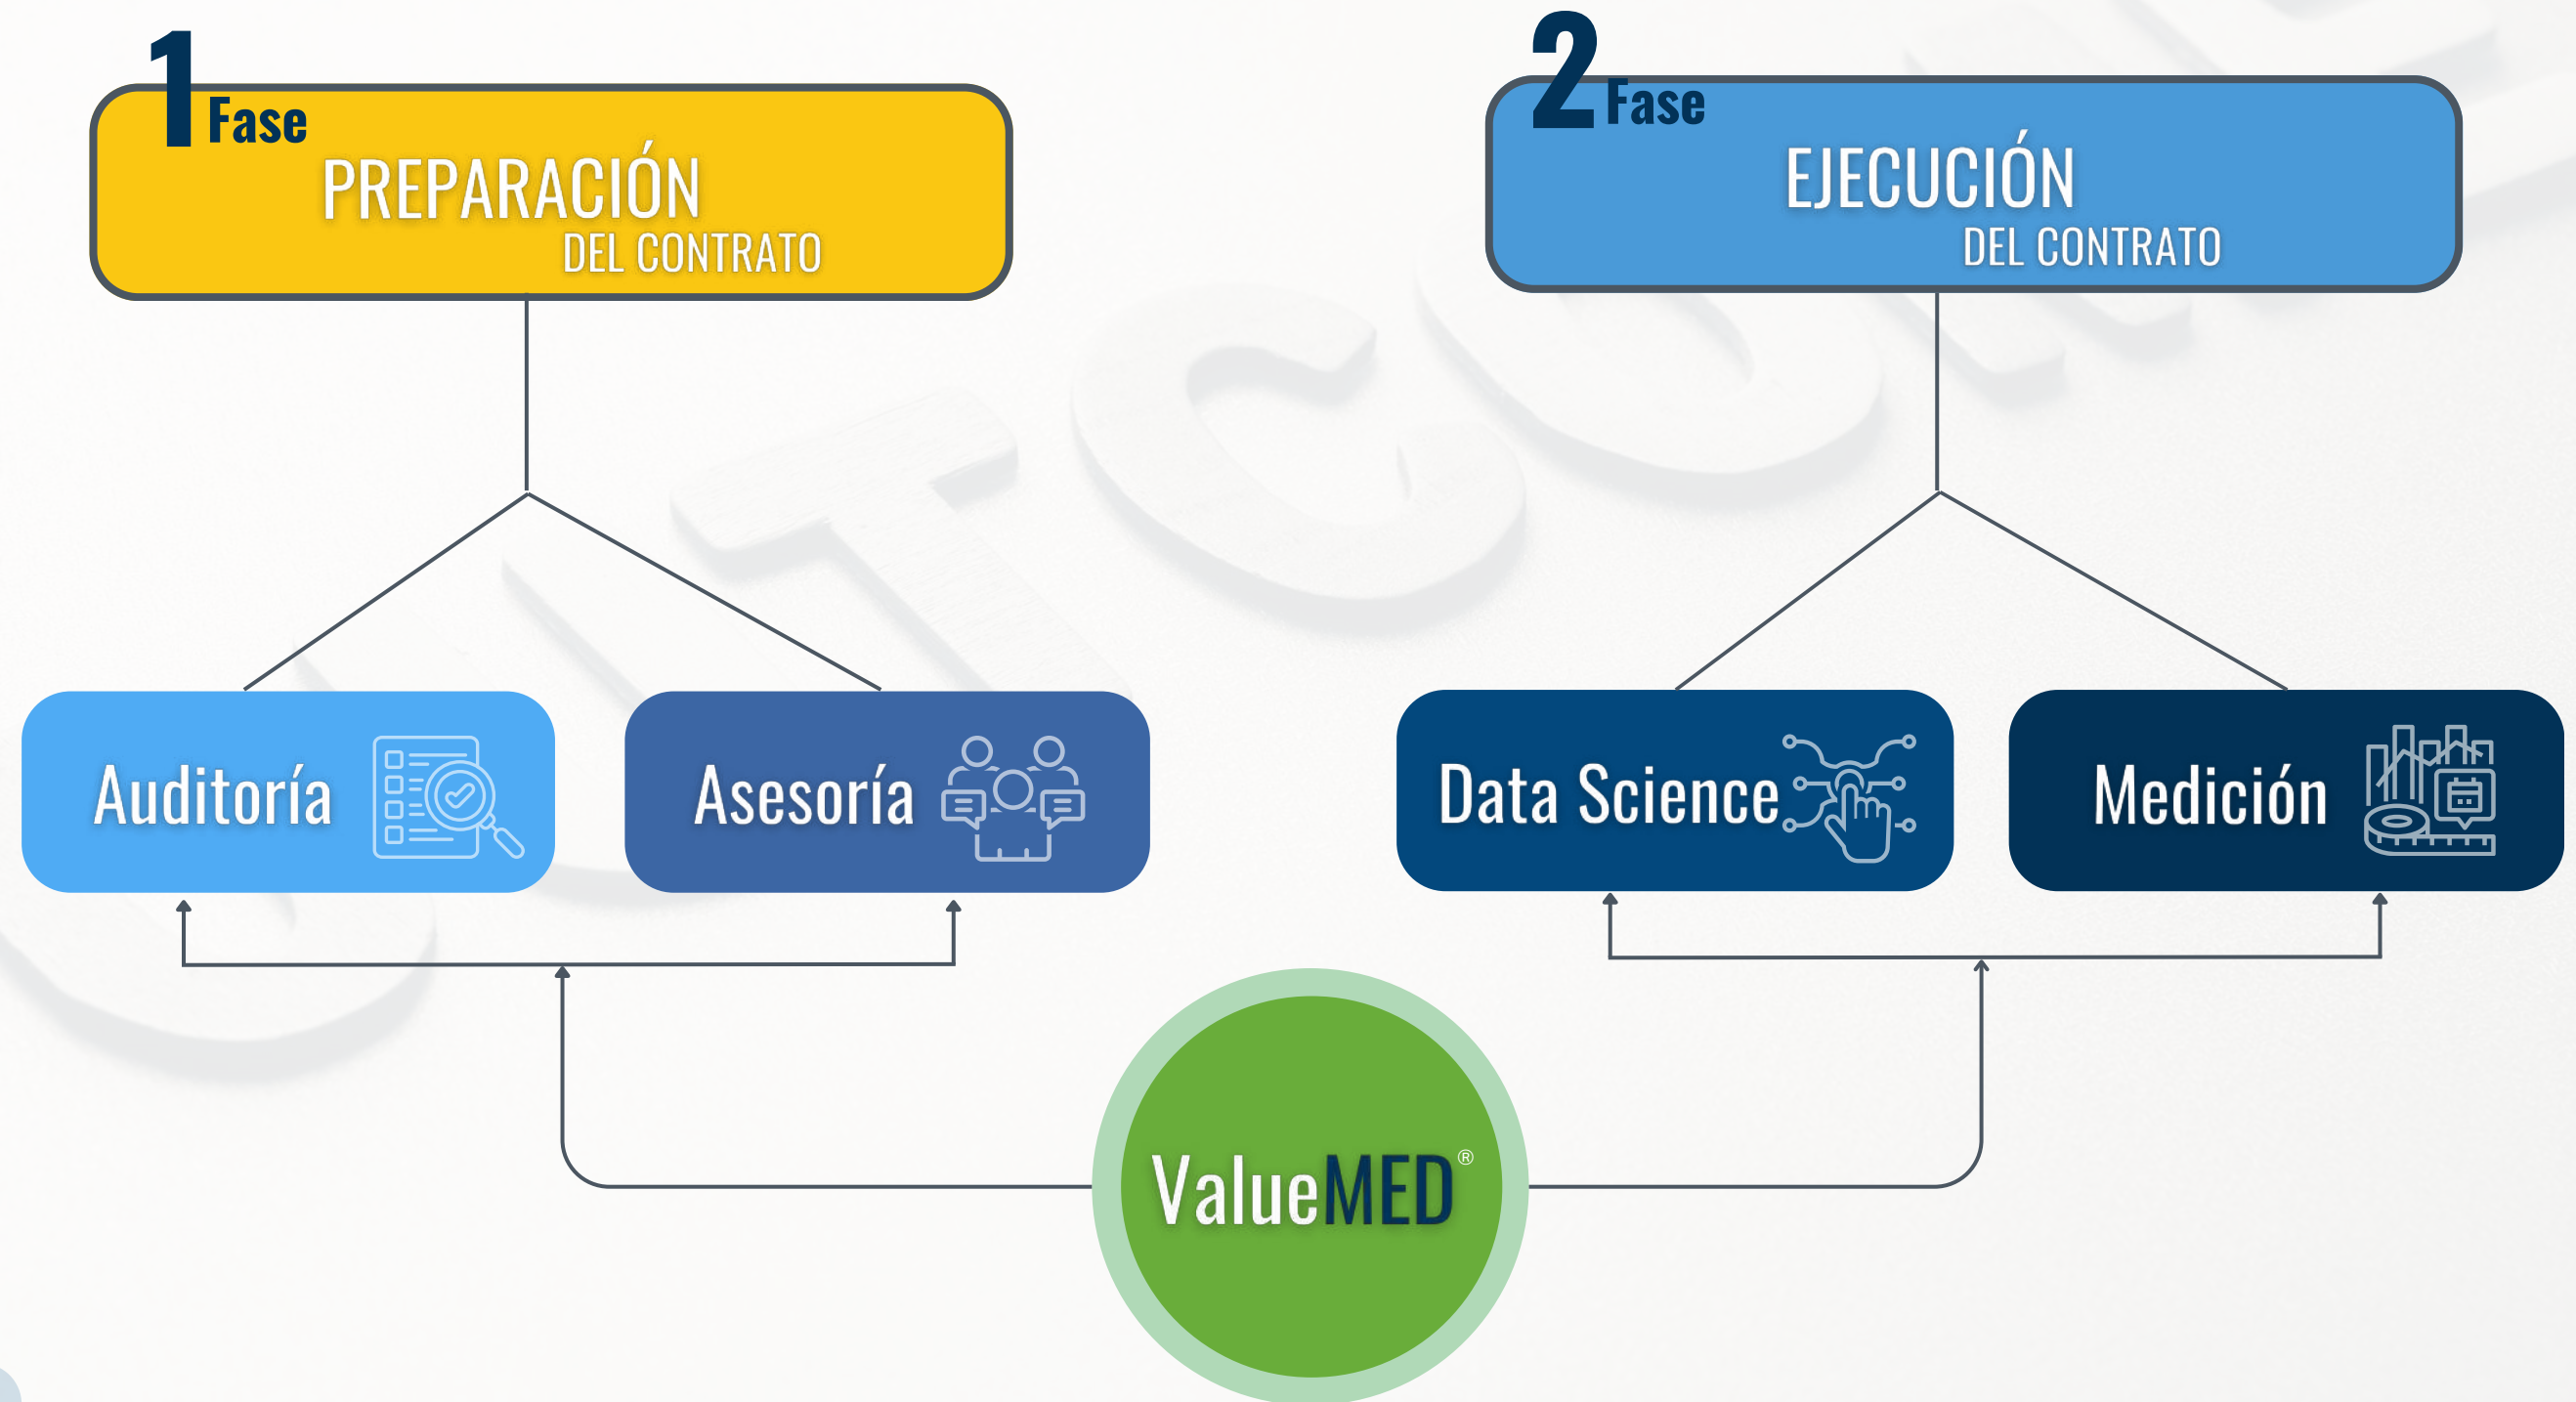 1 Fase
PREPARACIÓN
DEL CONTRATO
2 Fase
EJECUCIÓN
DEL CONTRATO
Auditoría
Asesoría
Data Science
Medición
ValueMED®